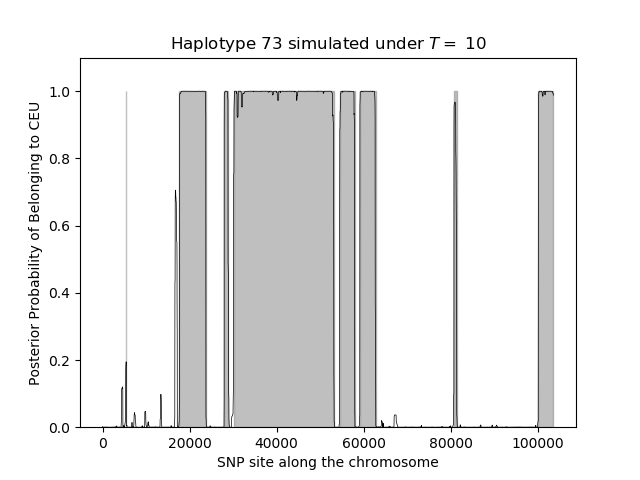 Haplotype 73 simulated under T = 10
Posterior Probability of Belonging to CEU
1.0
0.8
0.6
0.4
0.2
0.0
0 20000 40000 60000 80000 100000
SNP site along the chromosome